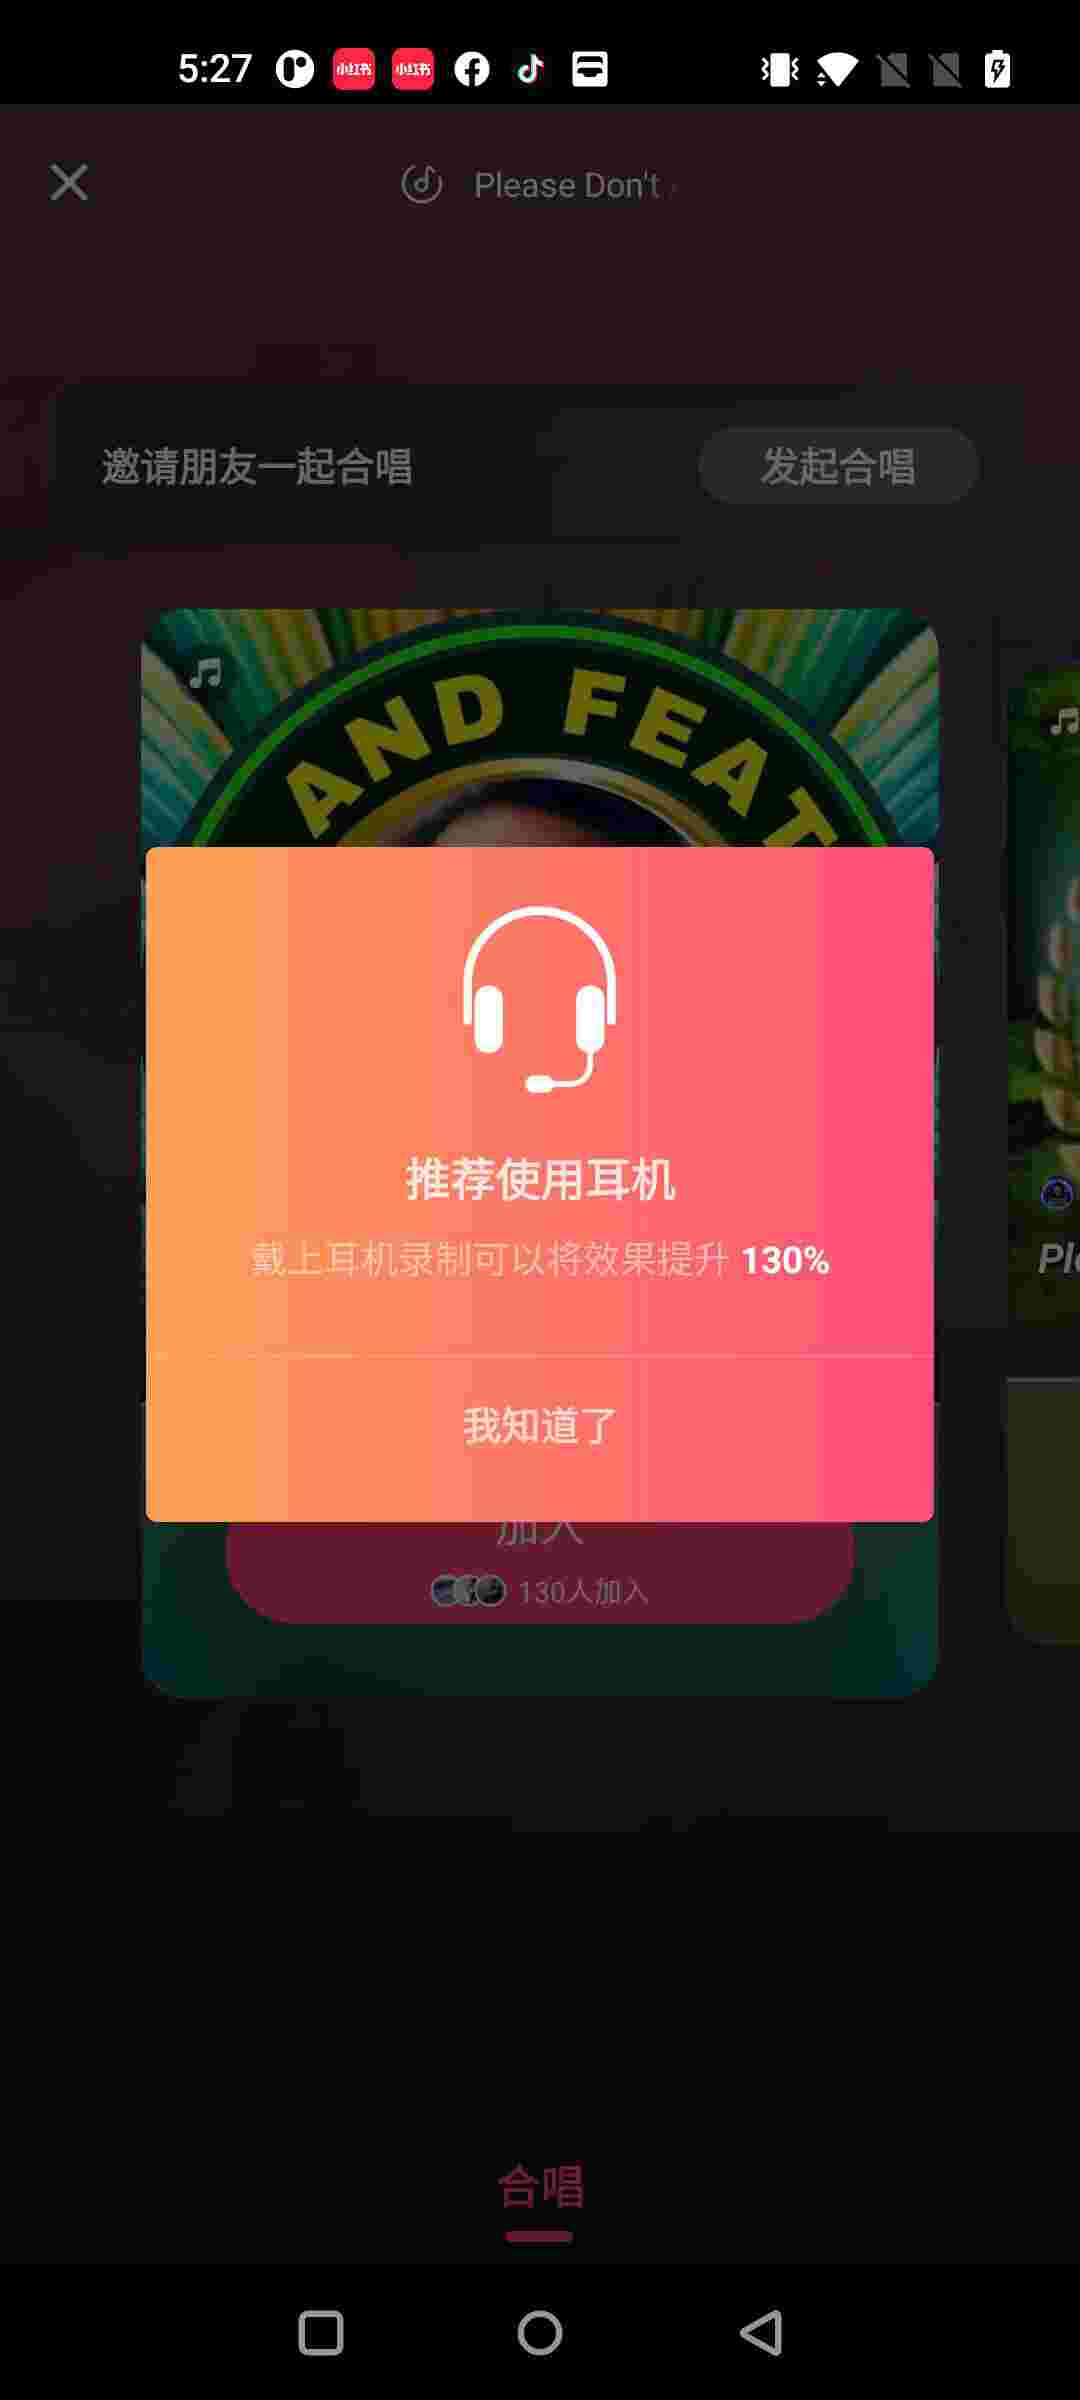 5:27
小红书
小红书
Please Don't
邀请朋友一起合唱
发起合唱
AND FEAT
推荐使用耳机
戴上耳机录制可以将效果提升 130%
我知道了
加入
130人加入
合唱